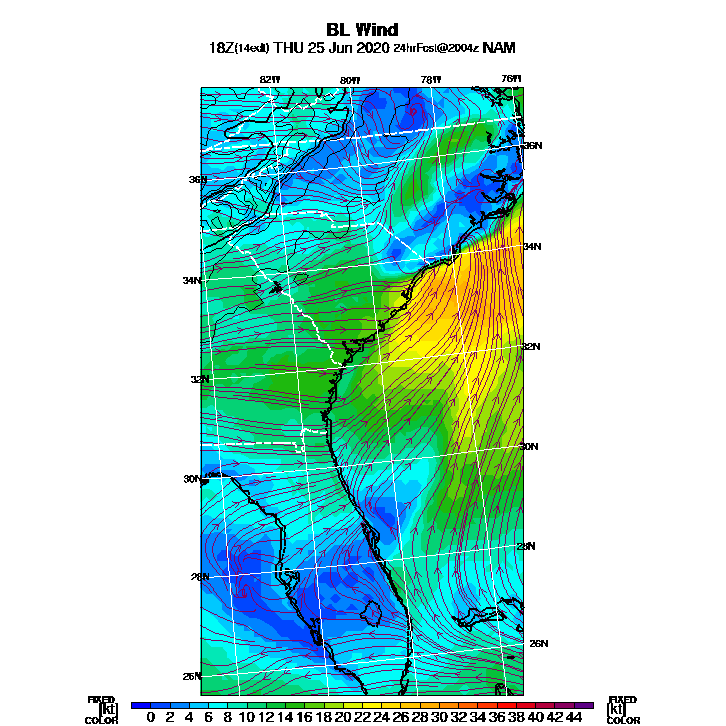 BL Wind
18Z(14edt) THU 25 Jun 2020 24hrFcst@2004z NAM
82W 80W 78W 76W
36N
36N
34N
34N
32N
32N
30N
30N
28N
28N
26N
26N
FIXED FIXED
[kt] 0 2 4 6 8 10 12 14 16 18 20 22 24 26 28 30 32 34 36 38 40 42 44 [kt]
COLOR COLOR